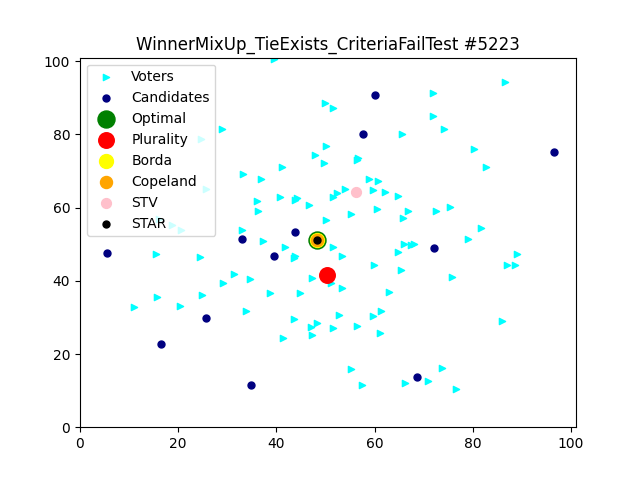 WinnerMixUp_TieExists_CriteriaFailTest #5223
100
80
60
40
20
0
Voters
Candidates
Optimal
Plurality
Borda
Copeland
STV
STAR
0 20 40 60 80 100